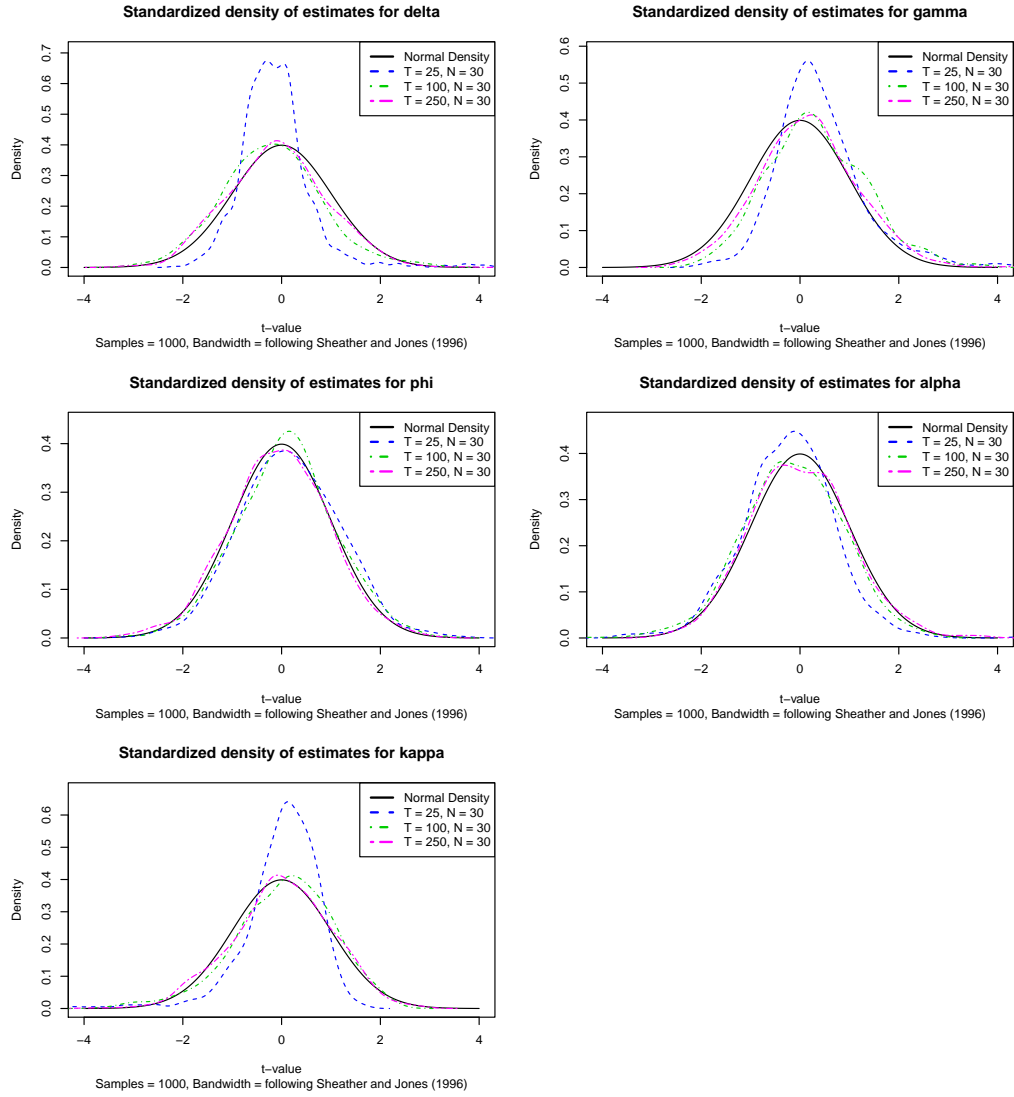 Standardized density of estimates for delta
Density
0.0 0.1 0.2 0.3 0.4 0.5 0.6 0.7
Normal Density
T = 25, N = 30
T = 100, N = 30
T = 250, N = 30
−4 −2 0 2 4
t−value
Samples = 1000, Bandwidth = following Sheather and Jones (1996)
Standardized density of estimates for gamma
Density
0.0 0.1 0.2 0.3 0.4 0.5 0.6
Normal Density
T = 25, N = 30
T = 100, N = 30
T = 250, N = 30
−4 −2 0 2 4
t−value
Samples = 1000, Bandwidth = following Sheather and Jones (1996)
Standardized density of estimates for phi
Density
0.0 0.1 0.2 0.3 0.4
Normal Density
T = 25, N = 30
T = 100, N = 30
T = 250, N = 30
−4 −2 0 2 4
t−value
Samples = 1000, Bandwidth = following Sheather and Jones (1996)
Standardized density of estimates for alpha
Density
0.0 0.1 0.2 0.3 0.4
Normal Density
T = 25, N = 30
T = 100, N = 30
T = 250, N = 30
−4 −2 0 2 4
t−value
Samples = 1000, Bandwidth = following Sheather and Jones (1996)
Standardized density of estimates for kappa
Density
0.0 0.1 0.2 0.3 0.4 0.5 0.6
Normal Density
T = 25, N = 30
T = 100, N = 30
T = 250, N = 30
−4 −2 0 2 4
t−value
Samples = 1000, Bandwidth = following Sheather and Jones (1996)